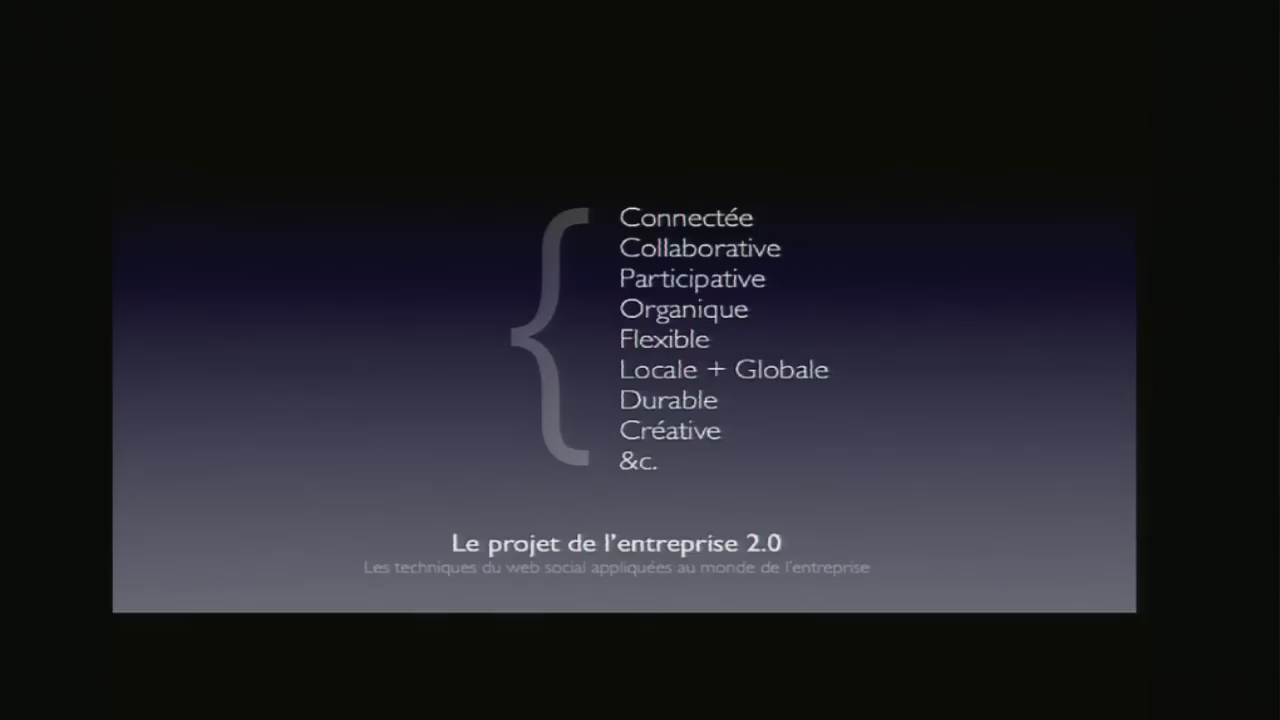 Connectée
Collaborative
Participative
Organique
Flexible
Locale + Globale
Durable
Créative
&c.
Le projet de l'entreprise 2.0
Les techniques du web social appliquées au monde de l'entreprise